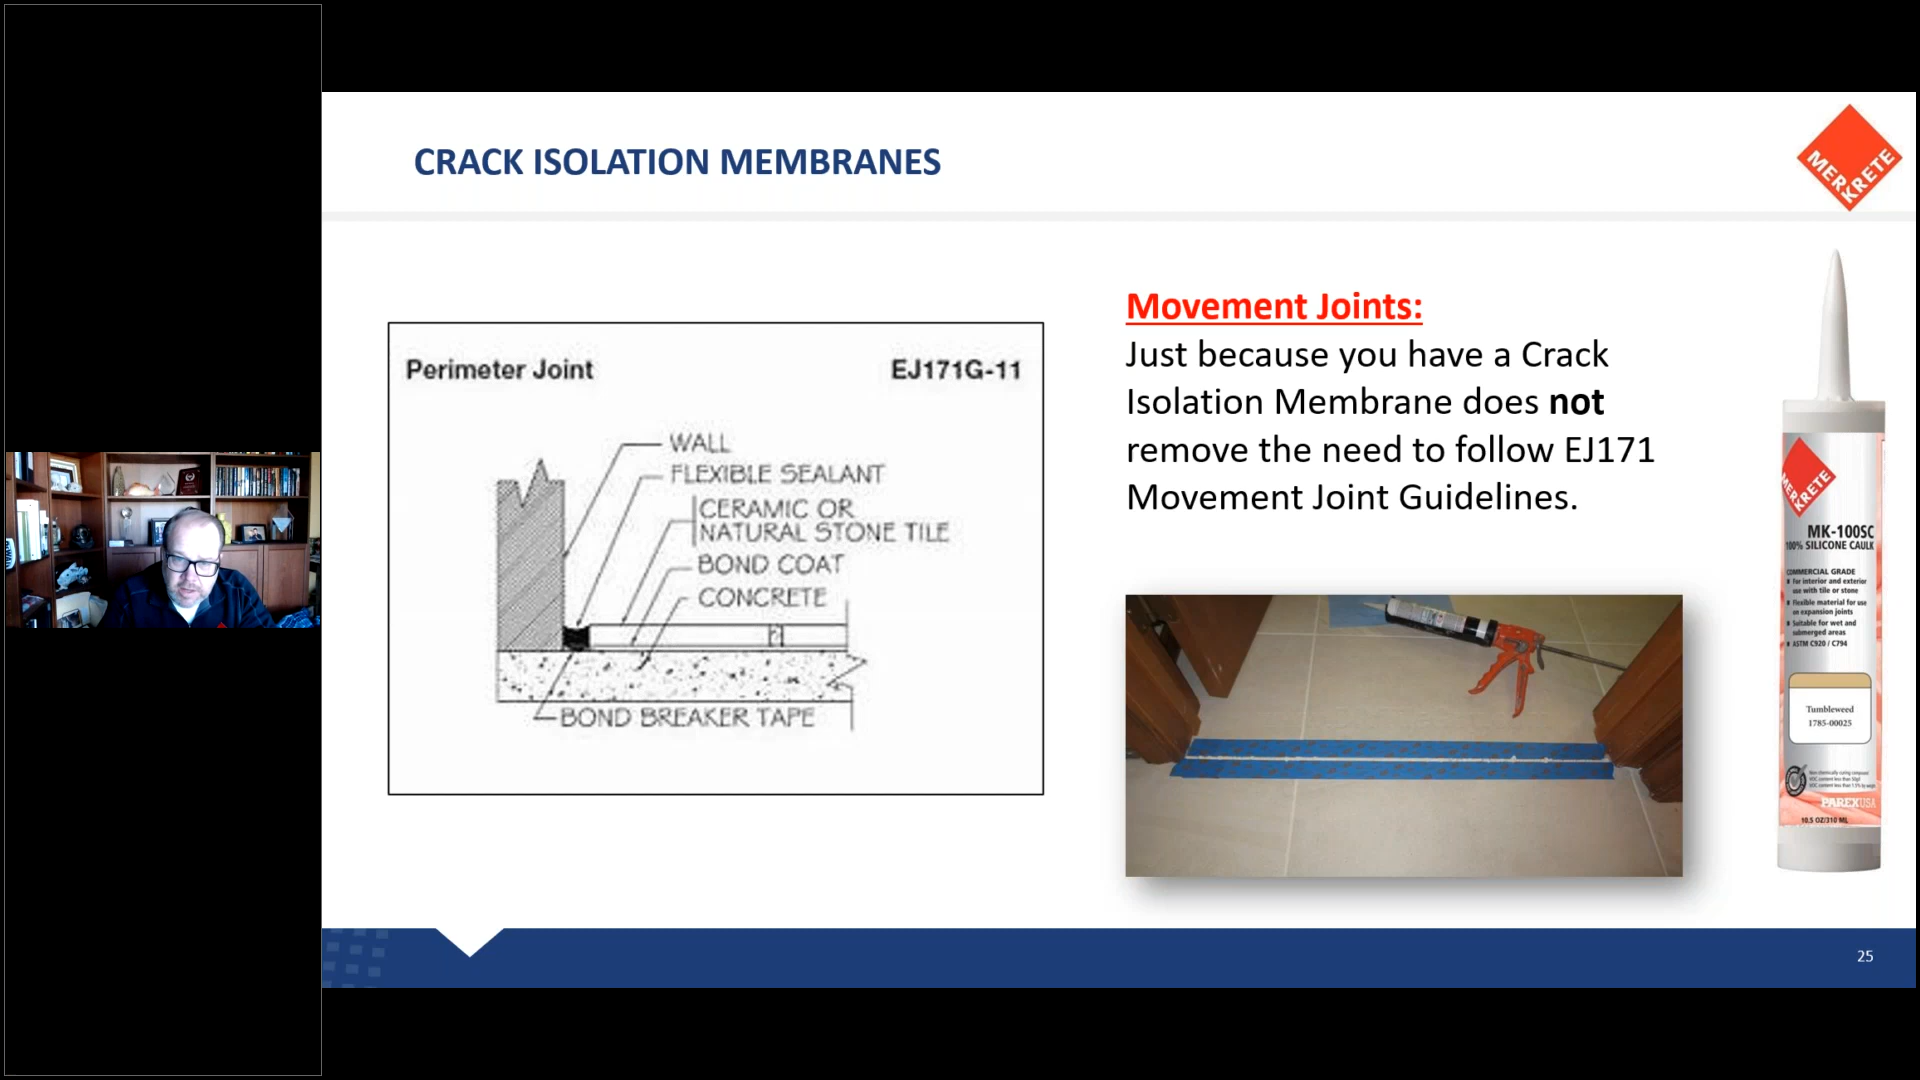 CRACK ISOLATION MEMBRANES
MERKRETE
Perimeter Joint EJ171G-11
WALL
FLEXIBLE SEALANT
CERAMIC OR
NATURAL STONE TILE
BOND COAT
CONCRETE
BOND BREAKER TAPE
Movement Joints:
Just because you have a Crack
Isolation Membrane does not
remove the need to follow EJ171
Movement Joint Guidelines.
MERKRETE
MK-100SC
100% SILICONE CAULK
COMMERCIAL GRADE
For interior and exterior
use with tile or stone
Flexible material for use
on expansion joints
Suitable for wet and
submerged areas
ASTM C920 / C794
Tumbleweed
1785-00025
PAREXUSA
10.5 OZ/310 ML
25